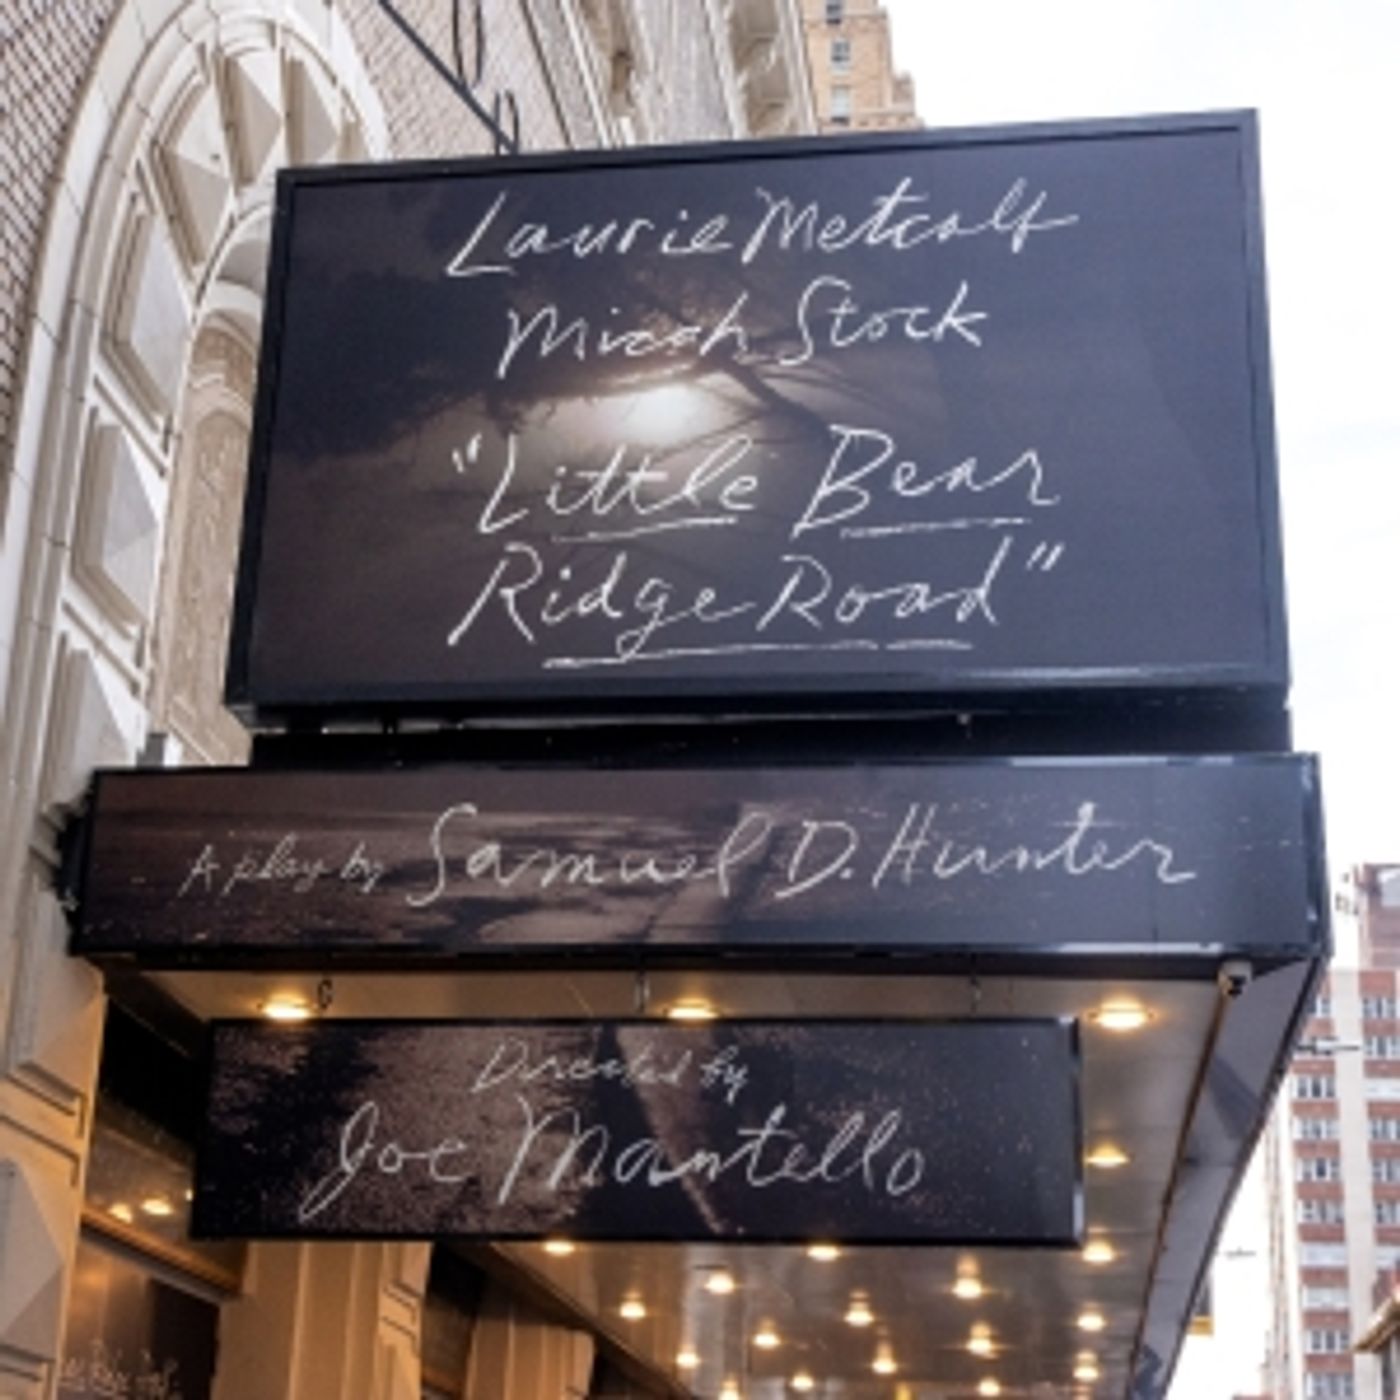 Laurie Metcalf
Micah Stock
"Little Bear
Ridge Road"
A play by Samuel D. Hunter
Directed by
Joe Mantello